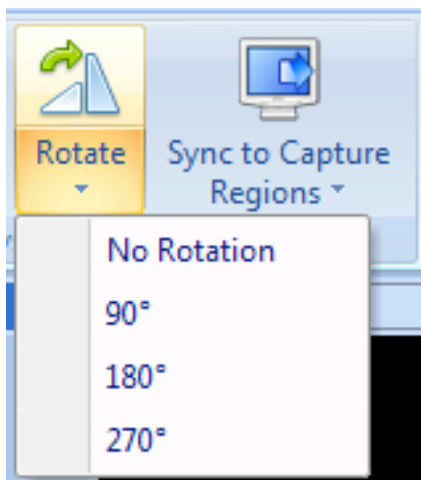 Rotate
Sync to Capture
Regions
No Rotation
90°
180°
270°